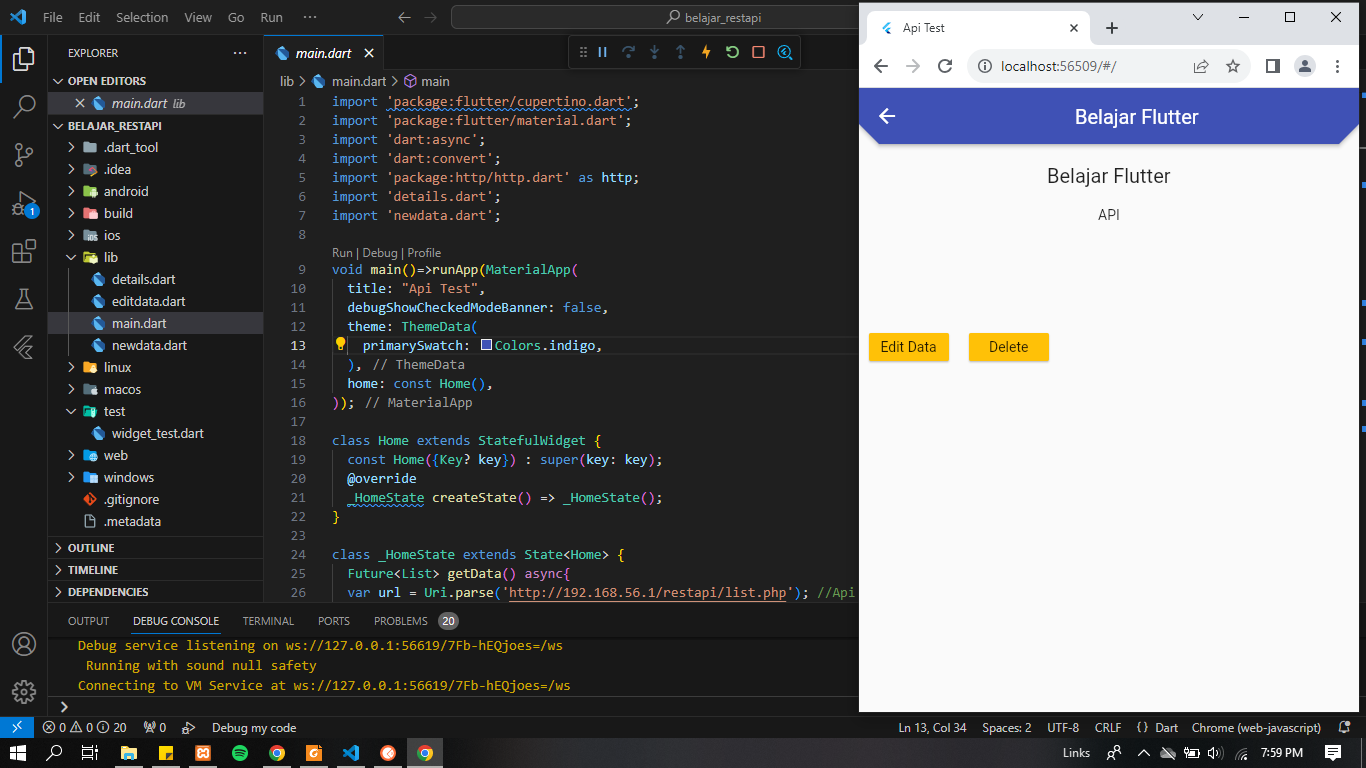 File Edit Selection View Go Run ···
belajar_restapi
EXPLORER
OPEN EDITORS
main.dart lib
BELAJAR_RESTAPI
.dart_tool
.idea
android
build
ios
lib
details.dart
editdata.dart
main.dart
newdata.dart
linux
macos
test
widget_test.dart
web
windows
.gitignore
.metadata
OUTLINE
TIMELINE
DEPENDENCIES
1
main.dart
lib > main.dart > main
1 import 'package:flutter/cupertino.dart';
2 import 'package:flutter/material.dart';
3 import 'dart:async';
4 import 'dart:convert';
5 import 'package:http/http.dart' as http;
6 import 'details.dart';
7 import 'newdata.dart';
8
Run | Debug | Profile
9 void main()=>runApp(MaterialApp(
10 title: "Api Test",
11 debugShowCheckedModeBanner: false,
12 theme: ThemeData(
13 primarySwatch: Colors.indigo,
14 ), // ThemeData
15 home: const Home(),
16 )); // MaterialApp
17
18 class Home extends StatefulWidget {
19 const Home({Key? key}) : super(key: key);
20 @override
21 _HomeState createState() => _HomeState();
22 }
23
24 class _HomeState extends State<Home> {
25 Future<List> getData() async{
26 var url = Uri.parse('http://192.168.56.1/restapi/list.php'); //Api
OUTPUT DEBUG CONSOLE TERMINAL PORTS PROBLEMS 20
Debug service listening on ws://127.0.0.1:56619/7Fb-hEQjoes=/ws
Running with sound null safety
Connecting to VM Service at ws://127.0.0.1:56619/7Fb-hEQjoes=/ws
Api Test
localhost:56509/#/
Belajar Flutter
Belajar Flutter
API
Edit Data Delete
0 0 20 0 Debug my code Ln 13, Col 34 Spaces: 2 UTF-8 CRLF { } Dart Chrome (web-javascript)
Links 7:59 PM